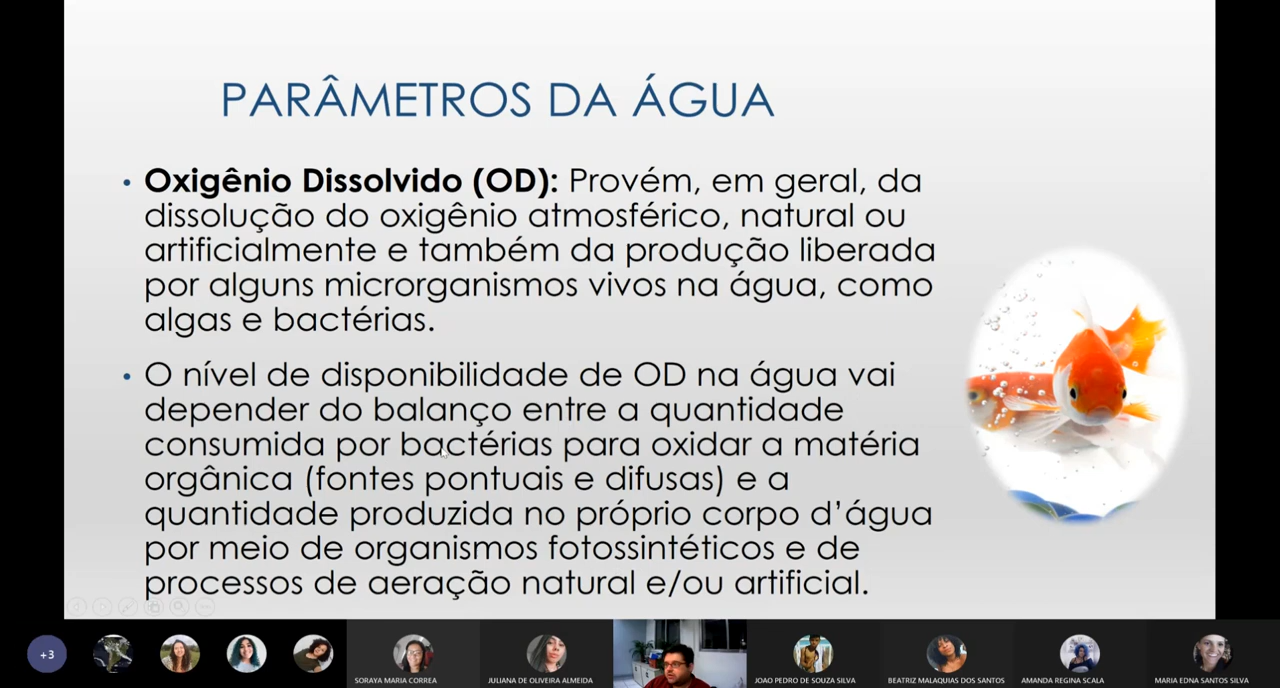 PARÂMETROS DA ÁGUA
• Oxigênio Dissolvido (OD): Provém, em geral, da
dissolução do oxigênio atmosférico, natural ou
artificialmente e também da produção liberada
por alguns microrganismos vivos na água, como
algas e bactérias.
• O nível de disponibilidade de OD na água vai
depender do balanço entre a quantidade
consumida por bactérias para oxidar a matéria
orgânica (fontes pontuais e difusas) e a
quantidade produzida no próprio corpo d’água
por meio de organismos fotossintéticos e de
processos de aeração natural e/ou artificial.
+3
SORAYA MARIA CORREA
JULIANA DE OLIVEIRA ALMEIDA
JOAO PEDRO DE SOUZA SILVA
BEATRIZ MALAQUIAS DOS SANTOS
AMANDA REGINA SCALA
MARIA EDNA SANTOS SILVA